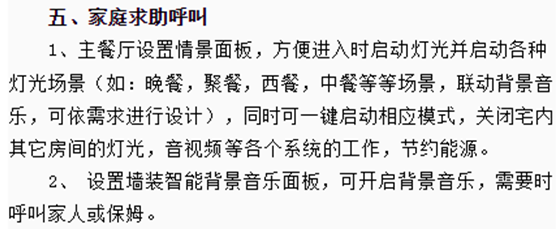 五、家庭求助呼叫
1、主餐厅设置情景面板，方便进入时启动灯光并启动各种
灯光场景（如：晚餐，聚餐，西餐，中餐等等场景，联动背景音
乐，可依需求进行设计），同时可一键启动相应模式，关闭宅内
其它房间的灯光，音视频等各个系统的工作，节约能源。
2、 设置墙装智能背景音乐面板，可开启背景音乐，需要时
呼叫家人或保姆。